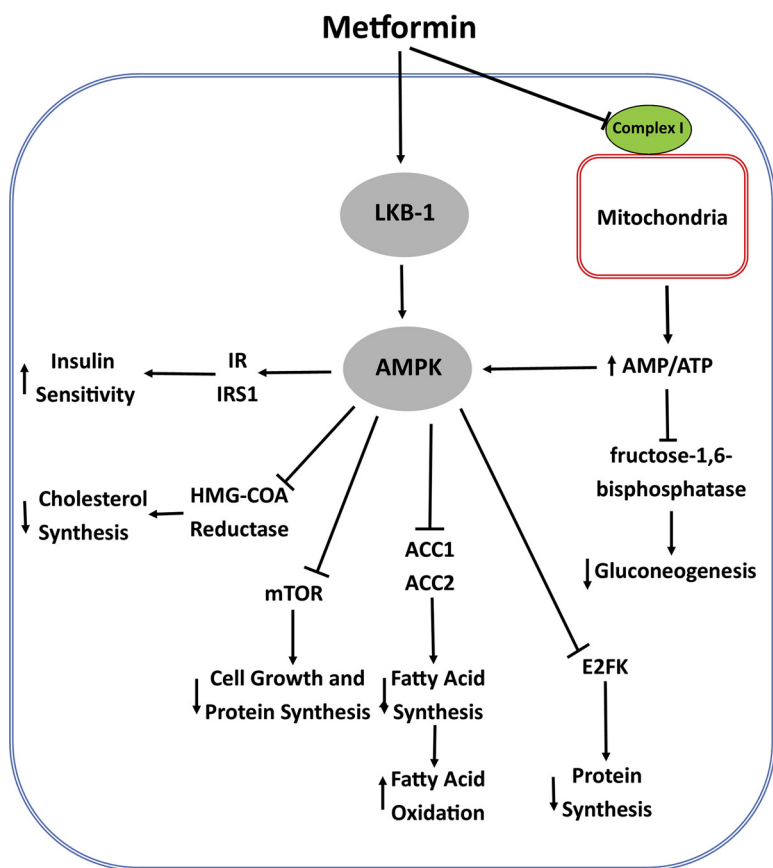 Metformin
Complex I
LKB-1
Mitochondria
AMPK
AMP/ATP
IR
IRS1
Insulin
Sensitivity
fructose-1,6-
bisphosphatase
HMG-COA
Reductase
Cholesterol
Synthesis
ACC1
ACC2
Gluconeogenesis
mTOR
E2FK
Cell Growth and
Protein Synthesis
Fatty Acid
Synthesis
Fatty Acid
Oxidation
Protein
Synthesis